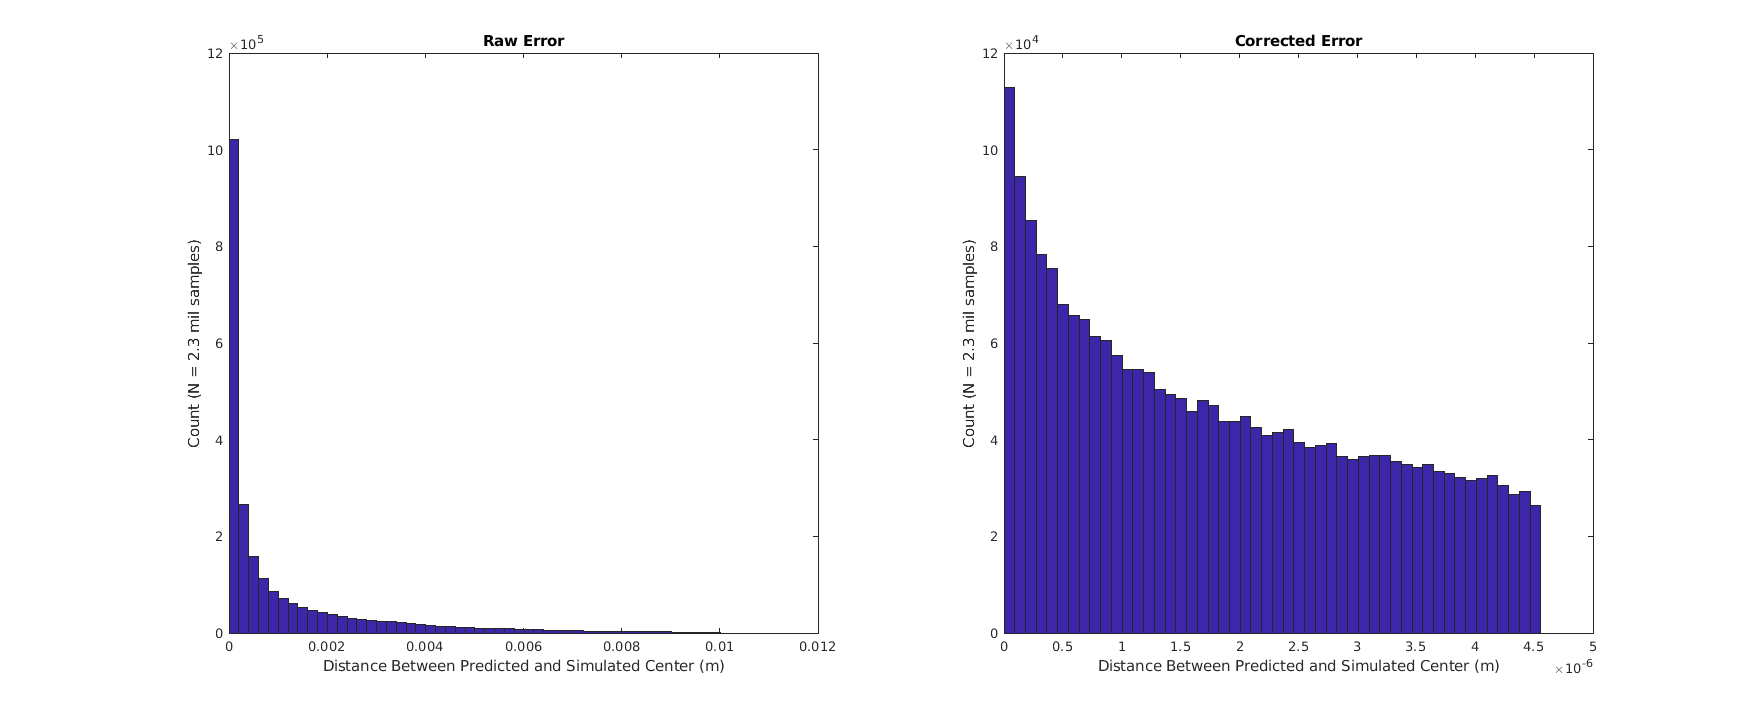 Raw Error
×10^5
12
10
8
6
4
2
0
Count (N = 2.3 mil samples)
0 0.002 0.004 0.006 0.008 0.01 0.012
Distance Between Predicted and Simulated Center (m)
Corrected Error
×10^4
12
10
8
6
4
2
0
Count (N = 2.3 mil samples)
0 0.5 1 1.5 2 2.5 3 3.5 4 4.5 5
Distance Between Predicted and Simulated Center (m)
×10^-6